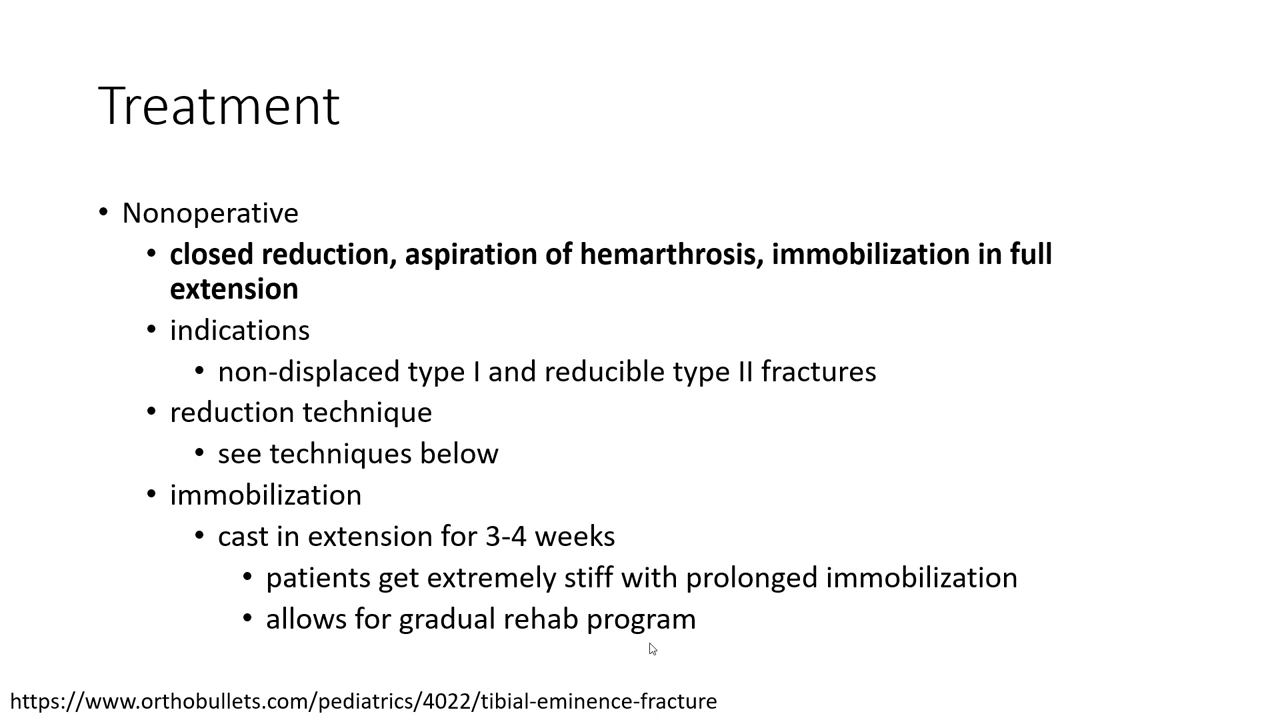 Treatment
• Nonoperative
• closed reduction, aspiration of hemarthrosis, immobilization in full
extension
• indications
• non-displaced type I and reducible type II fractures
• reduction technique
• see techniques below
• immobilization
• cast in extension for 3-4 weeks
• patients get extremely stiff with prolonged immobilization
• allows for gradual rehab program
https://www.orthobullets.com/pediatrics/4022/tibial-eminence-fracture